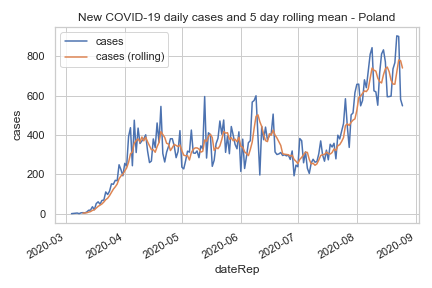 New COVID-19 daily cases and 5 day rolling mean - Poland
cases
cases (rolling)
800
600
400
200
0
cases
2020-03
2020-04
2020-05
2020-06
2020-07
2020-08
2020-09
dateRep